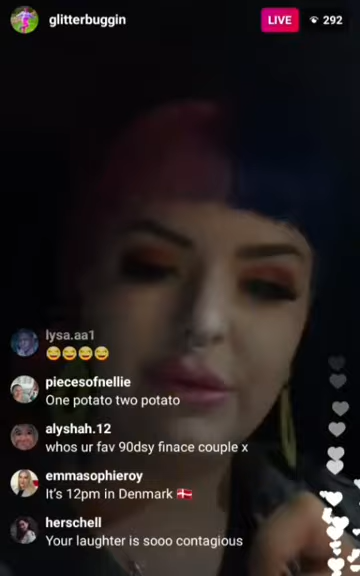 glitterbuggin
LIVE
292
lysa.aa1
😂😂😂😂
piecesofnellie
One potato two potato
alyshah.12
whos ur fav 90dsy finace couple x
emmasophieroy
It's 12pm in Denmark 🇩🇰
herschell
Your laughter is sooo contagious